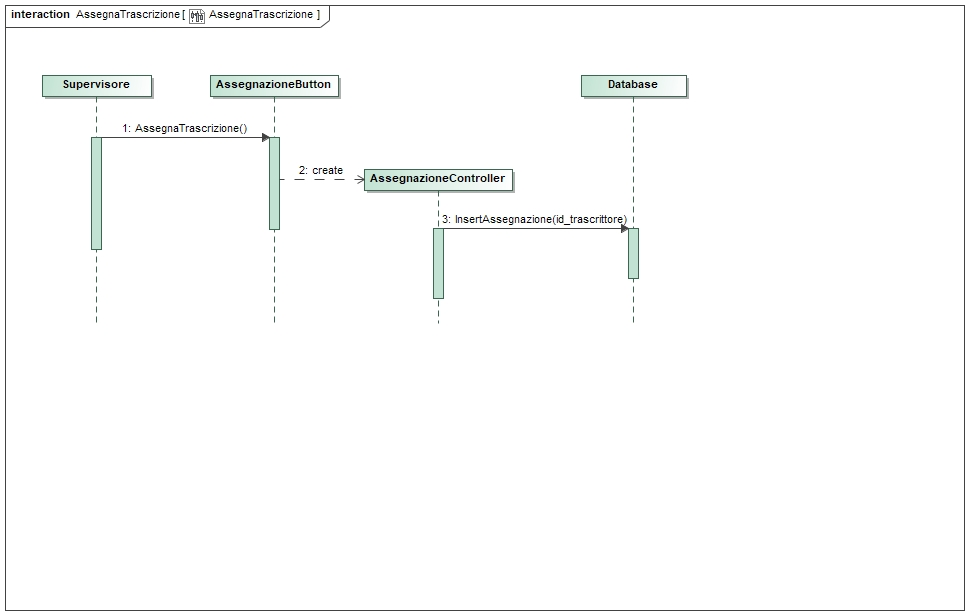 interaction AssegnaTrascrizione[ AssegnaTrascrizione ]
Supervisore
AssegnazioneButton
Database
1: AssegnaTrascrizione()
2: create
AssegnazioneController
3: InsertAssegnazione(id_trascrittore)